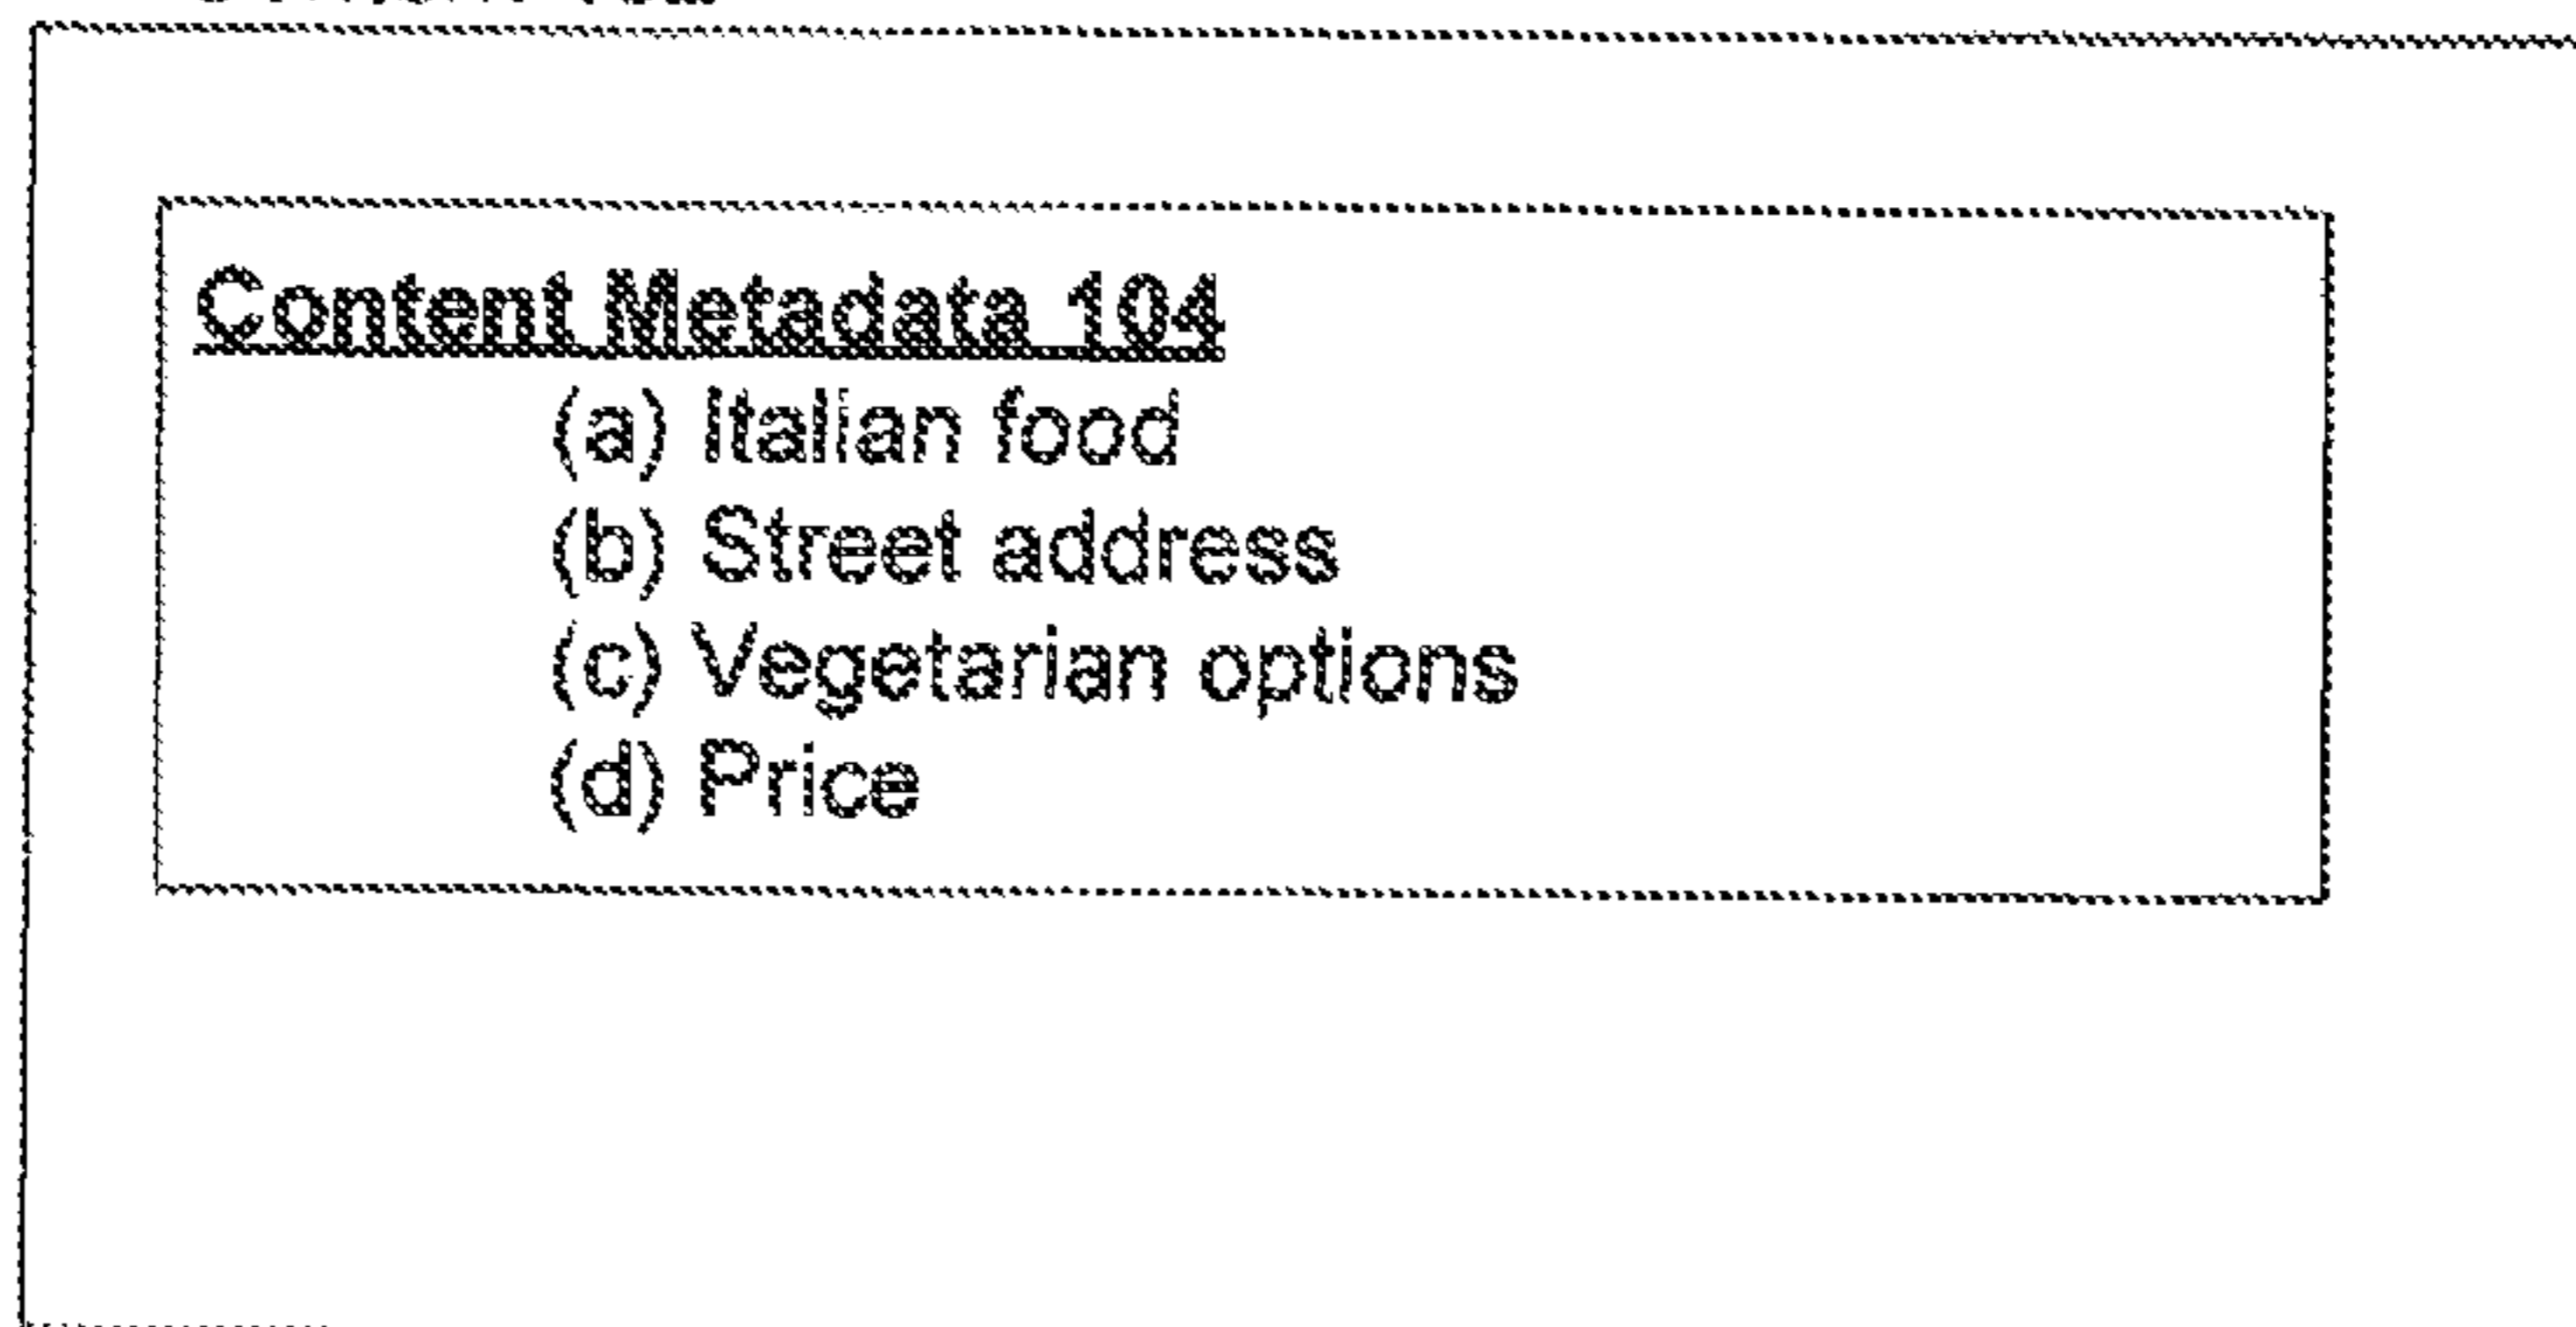 Content Metadata 104
(a) Italian food
(b) Street address
(c) Vegetarian options
(d) Price